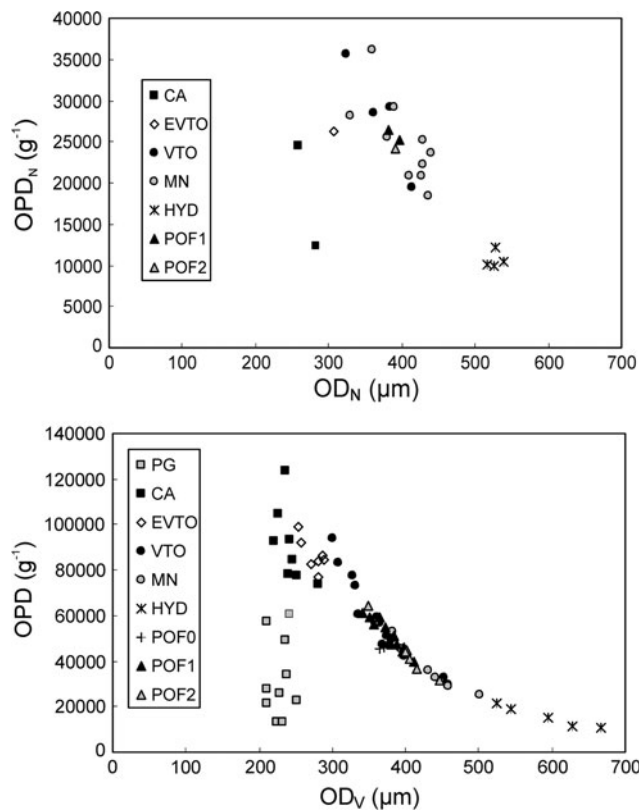 40000
35000
30000
25000
20000
15000
10000
5000
0
OPD_N (g⁻¹)
CA
EVTO
VTO
MN
HYD
POF1
POF2
0 100 200 300 400 500 600 700
OD_N (µm)
140000
120000
100000
80000
60000
40000
20000
0
OPD (g⁻¹)
PG
CA
EVTO
VTO
MN
HYD
POF0
POF1
POF2
0 100 200 300 400 500 600 700
OD_V (µm)